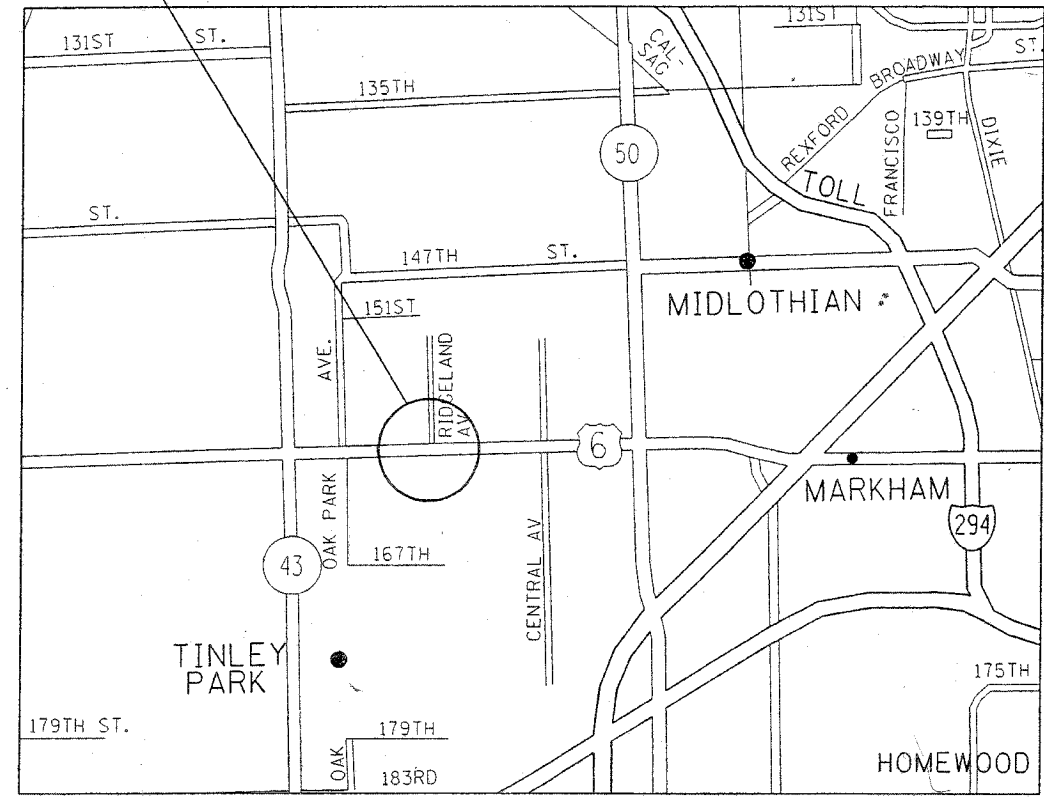 131ST ST.
CAL-
SAG
131ST
BROADWAY ST.
135TH
50
REXFORD
FRANCISCO
139TH
DIXIE
TOLL
ST.
147TH ST.
MIDLOTHIAN
151ST
AVE.
RIDGELAND
AV
6
MARKHAM
OAK PARK
43
167TH
CENTRAL AV
294
TINLEY
PARK
175TH
179TH ST.
179TH
OAK
183RD
HOMEWOOD